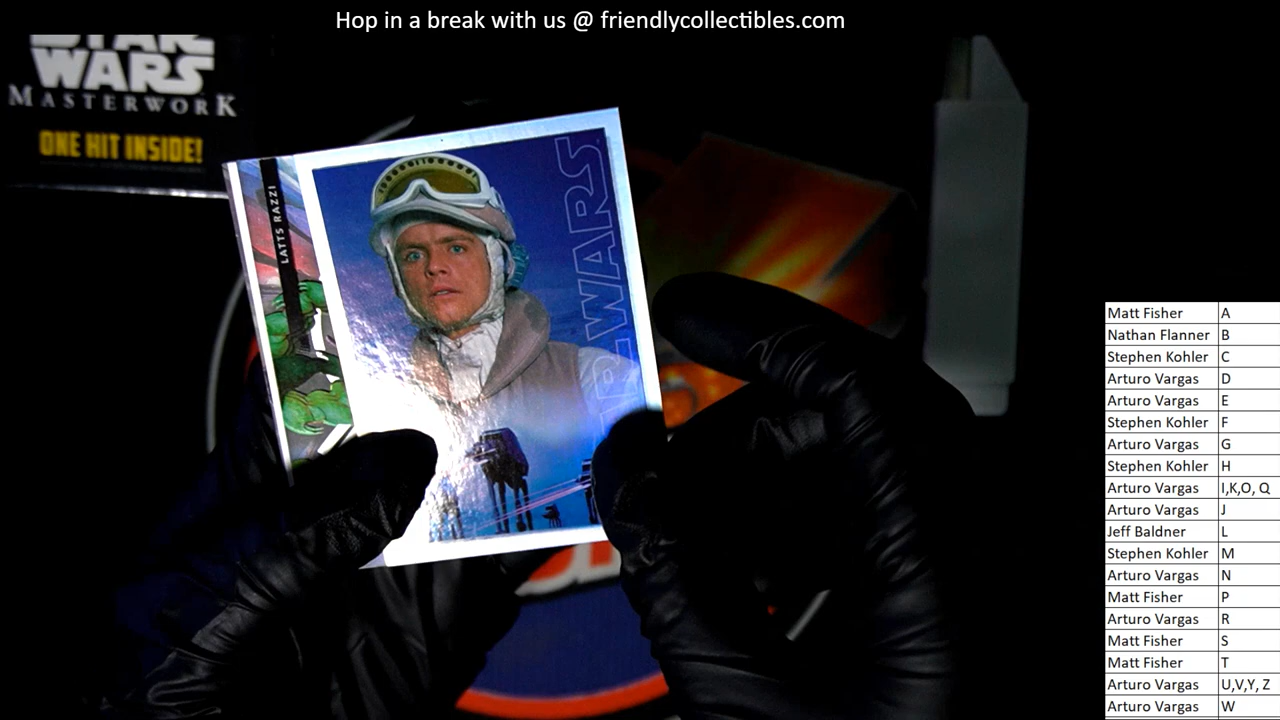 Hop in a break with us @ friendlycollectibles.com
STAR
WARS
MASTERWORK
ONE HIT INSIDE!
LATTS RAZZI
STAR WARS
Matt Fisher A
Nathan Flanner B
Stephen Kohler C
Arturo Vargas D
Arturo Vargas E
Stephen Kohler F
Arturo Vargas G
Stephen Kohler H
Arturo Vargas I,K,O, Q
Arturo Vargas J
Jeff Baldner L
Stephen Kohler M
Arturo Vargas N
Matt Fisher P
Arturo Vargas R
Matt Fisher S
Matt Fisher T
Arturo Vargas U,V,Y, Z
Arturo Vargas W